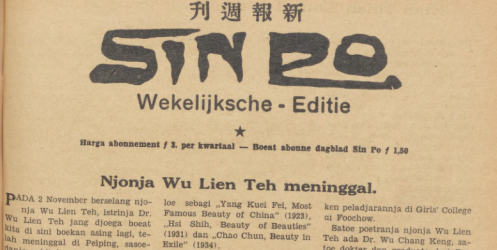 刊週報新
SIN PO
Wekelijksche - Editie
★
Harga abonnement ƒ 3. per kwartaal — Boeat abonne dagblad Sin Po ƒ 1,50
Njonja Wu Lien Teh meninggal.
PADA 2 November berselang njo-
nja Wu Lien Teh, istrinja Dr.
Wu Lien Teh jang djoega boeat
kita di sini boekan asing lagi, te-
lah meninggal di Peiping, sasoe-
loe sebagi „Yang Kuei Fei, Most
Famous Beauty of China" (1923),
„Hsi Shih, Beauty of Beauties"
(1931) dan „Chao Chun, Beauty in
Exile" (1934).
ken peladjarannja di Girls' College
di Foochow.
Satoe poetranja njonja Wu Lien
Teh ada Dr. Wu Chang Keng, sa-